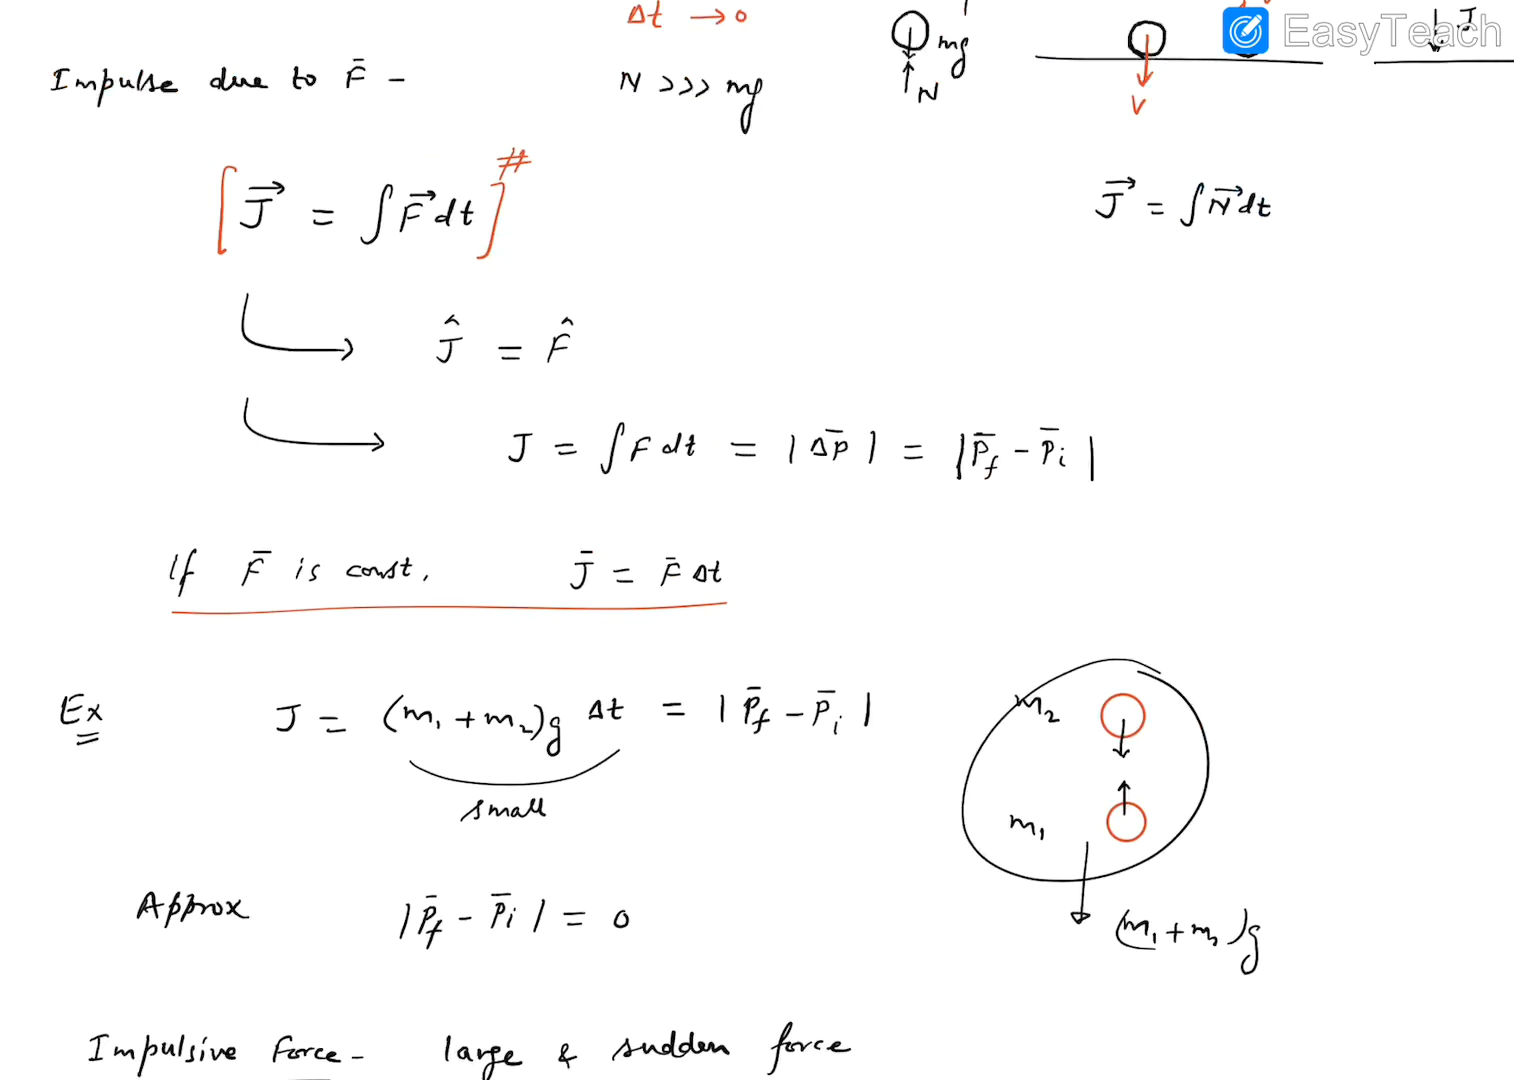 Δt → 0
EasyTeach
J
mg
N
V
Impulse due to F̄ -
N >>> mg
[J⃗ = ∫F⃗ dt]#
J⃗ = ∫N⃗ dt
Ĵ = F̂
J = ∫F dt = |Δp̄| = |P̄f - P̄i|
If F̄ is const. J̄ = F̄ Δt
Ex J = (m₁ + m₂)g Δt = |P̄f - P̄i|
small
m₂
m₁
Approx |P̄f - P̄i| = 0
(m₁ + m₂)g
Impulsive Force - large & sudden force